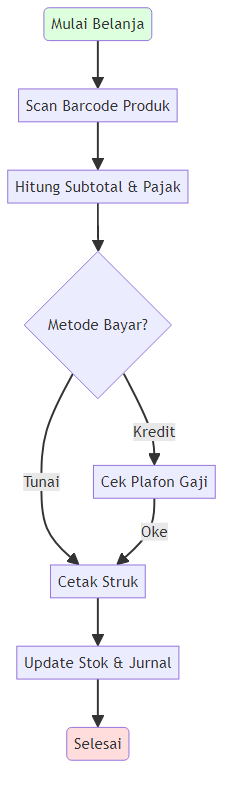 Mulai Belanja
Scan Barcode Produk
Hitung Subtotal & Pajak
Metode Bayar?
Kredit
Tunai
Cek Plafon Gaji
Oke
Cetak Struk
Update Stok & Jurnal
Selesai